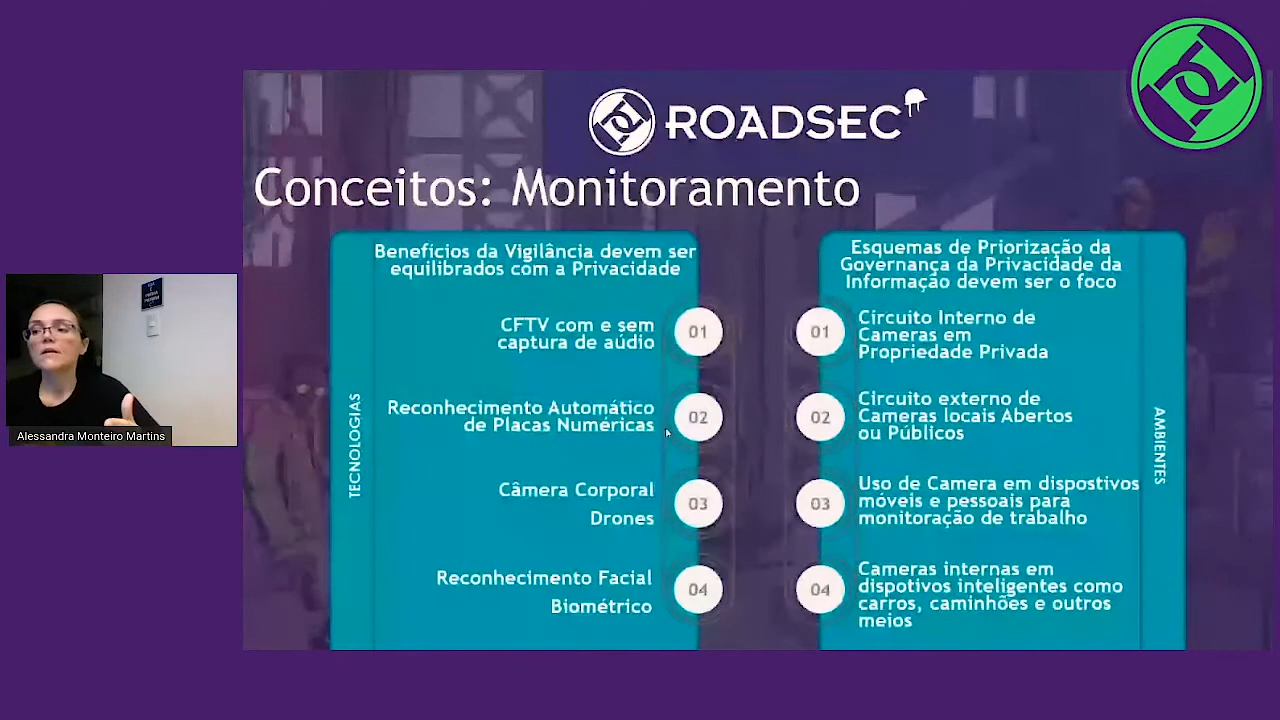 ROADSEC
Conceitos: Monitoramento
Benefícios da Vigilância devem ser
equilibrados com a Privacidade
CFTV com e sem
captura de aúdio
01
Reconhecimento Automático
de Placas Numéricas
02
Câmera Corporal
Drones
03
Reconhecimento Facial
Biométrico
04
TECNOLOGIAS
Esquemas de Priorização da
Governança da Privacidade da
Informação devem ser o foco
01
Circuito Interno de
Cameras em
Propriedade Privada
02
Circuito externo de
Cameras locais Abertos
ou Públicos
03
Uso de Camera em dispostivos
móveis e pessoais para
monitoração de trabalho
04
Cameras internas em
dispotivos inteligentes como
carros, caminhões e outros
meios
AMBIENTES
Alessandra Monteiro Martins